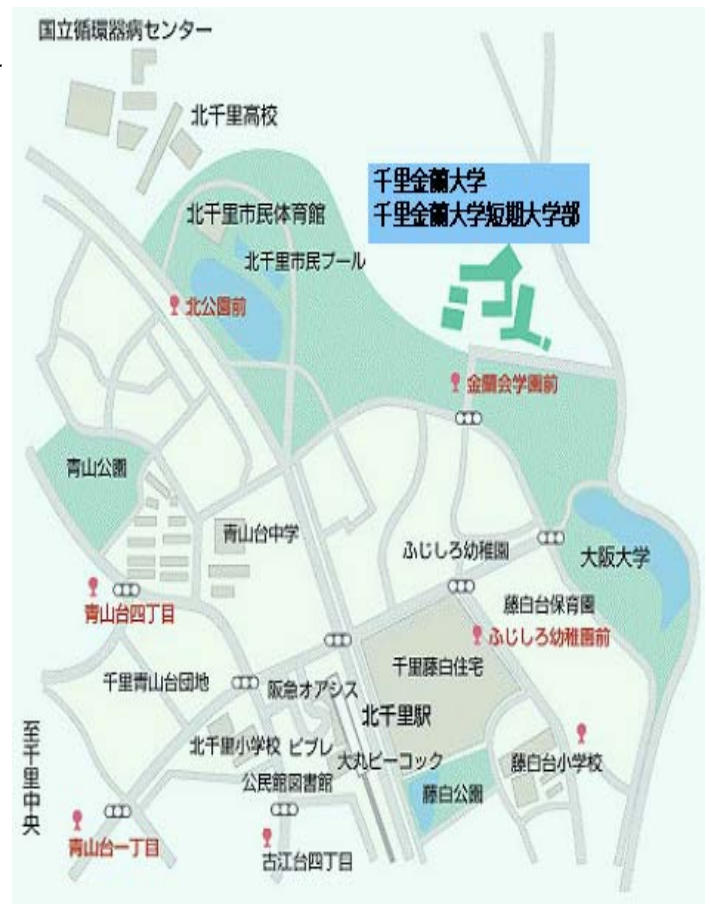 国立循環器病センター
北千里高校
千里金蘭大学
千里金蘭大学短期大学部
北千里市民体育館
北千里市民プール
北公園前
金蘭会学園前
青山公園
青山台中学
ふじしろ幼稚園
大阪大学
青山台四丁目
藤白台保育園
ふじしろ幼稚園前
千里青山台団地
阪急オアシス
千里藤白住宅
北千里駅
至千里中央
北千里小学校
ビブレ
大丸ピーコック
藤白台小学校
公民館図書館
藤白公園
青山台一丁目
古江台四丁目